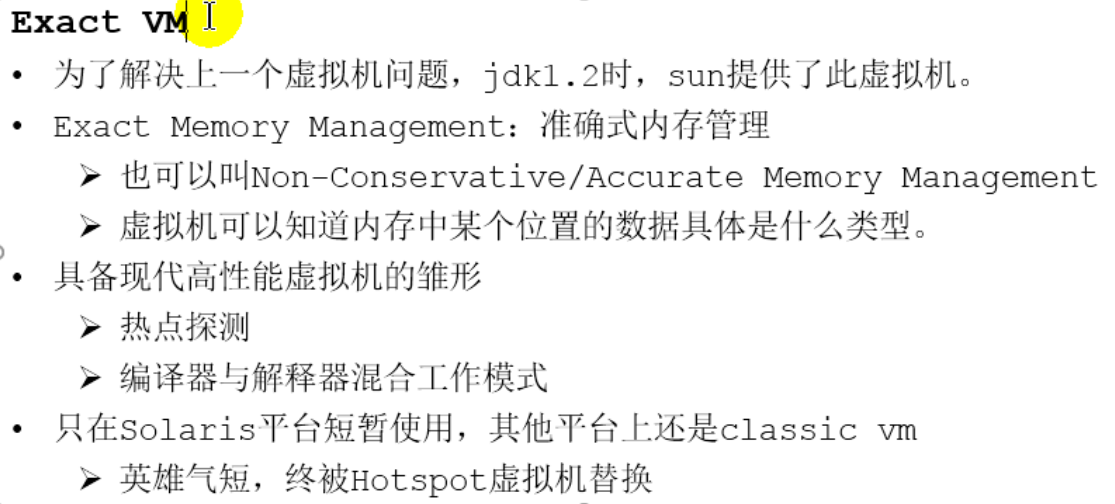 Exact VM
• 为了解决上一个虚拟机问题，jdk1.2时，sun提供了此虚拟机。
• Exact Memory Management：准确式内存管理
➢ 也可以叫Non-Conservative/Accurate Memory Management
➢ 虚拟机可以知道内存中某个位置的数据具体是什么类型。
• 具备现代高性能虚拟机的雏形
➢ 热点探测
➢ 编译器与解释器混合工作模式
• 只在Solaris平台短暂使用，其他平台上还是classic vm
➢ 英雄气短，终被Hotspot虚拟机替换